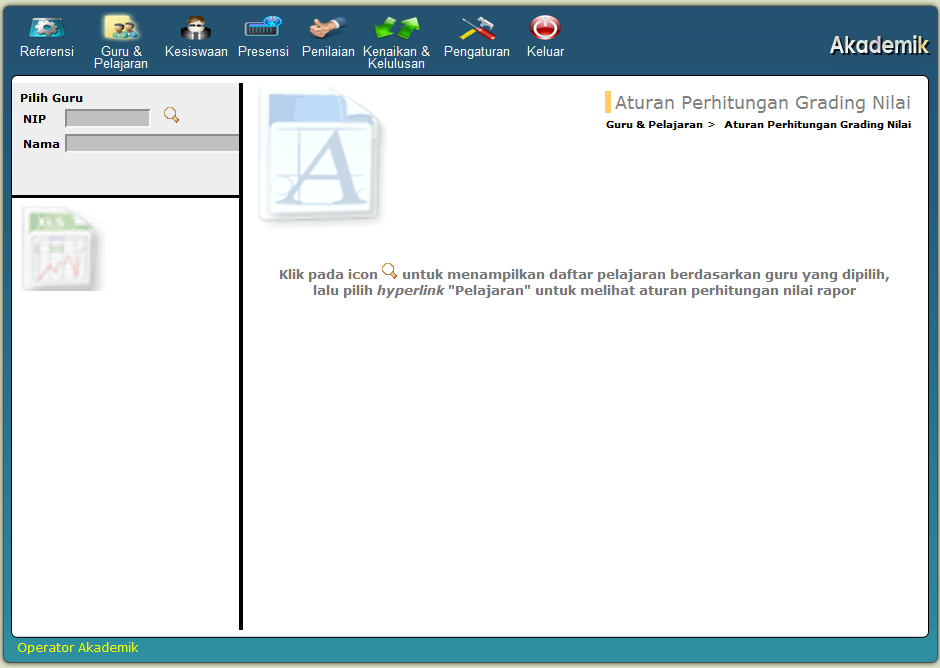 Referensi
Guru &
Pelajaran
Kesiswaan
Presensi
Penilaian
Kenaikan &
Kelulusan
Pengaturan
Keluar
Akademik
Pilih Guru
NIP
Nama
XLS
A
Aturan Perhitungan Grading Nilai
Guru & Pelajaran > Aturan Perhitungan Grading Nilai
Klik pada icon untuk menampilkan daftar pelajaran berdasarkan guru yang dipilih,
lalu pilih hyperlink "Pelajaran" untuk melihat aturan perhitungan nilai rapor
Operator Akademik